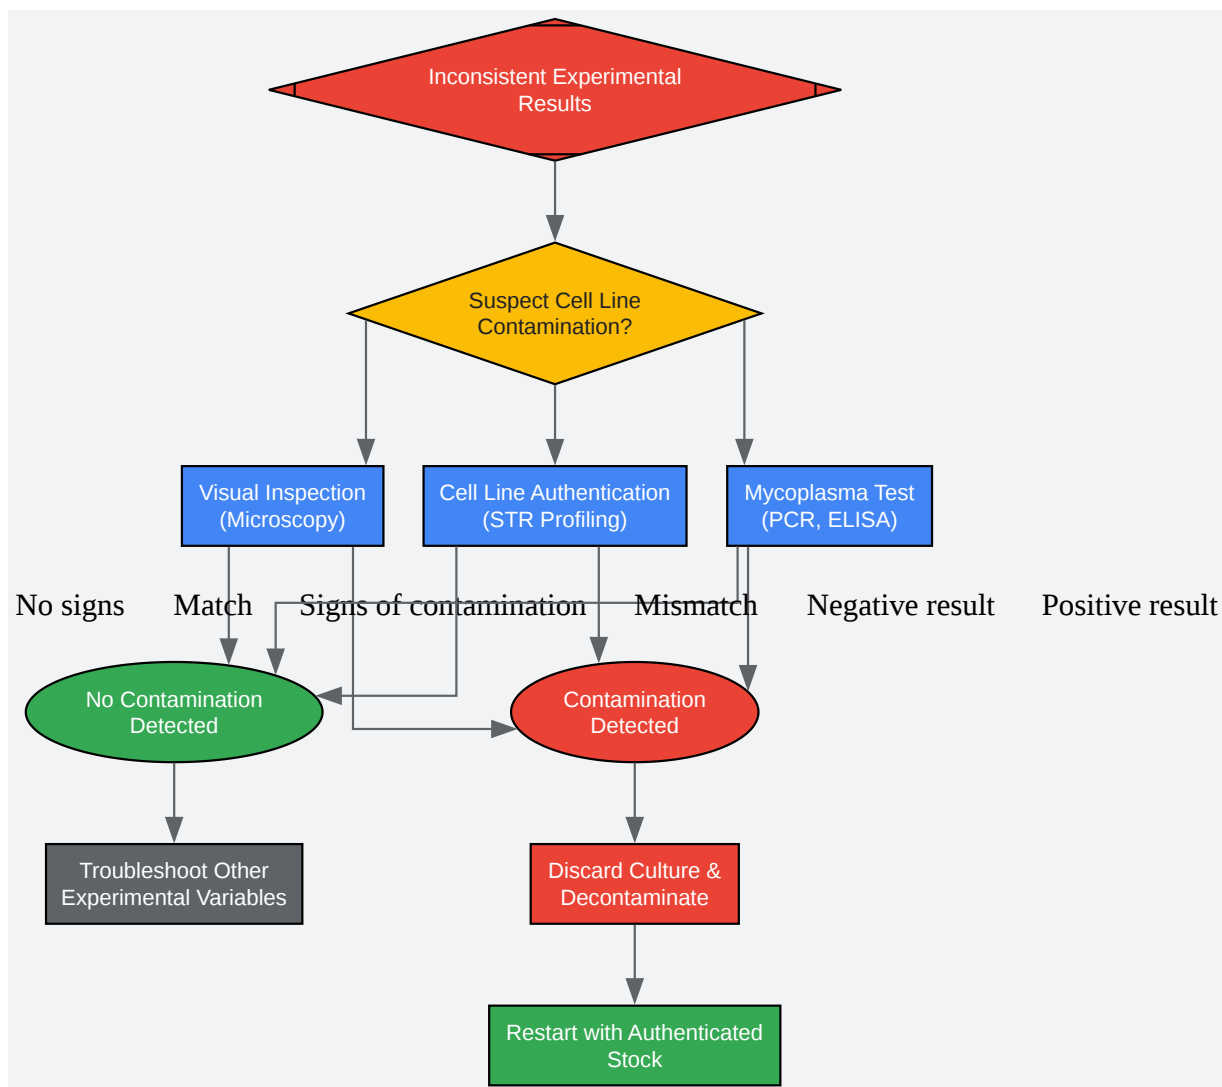 Inconsistent Experimental
Results
Suspect Cell Line
Contamination?
Visual Inspection
(Microscopy)
Cell Line Authentication
(STR Profiling)
Mycoplasma Test
(PCR, ELISA)
No signs
Match
Signs of contamination
Mismatch
Negative result
Positive result
No Contamination
Detected
Contamination
Detected
Troubleshoot Other
Experimental Variables
Discard Culture &
Decontaminate
Restart with Authenticated
Stock